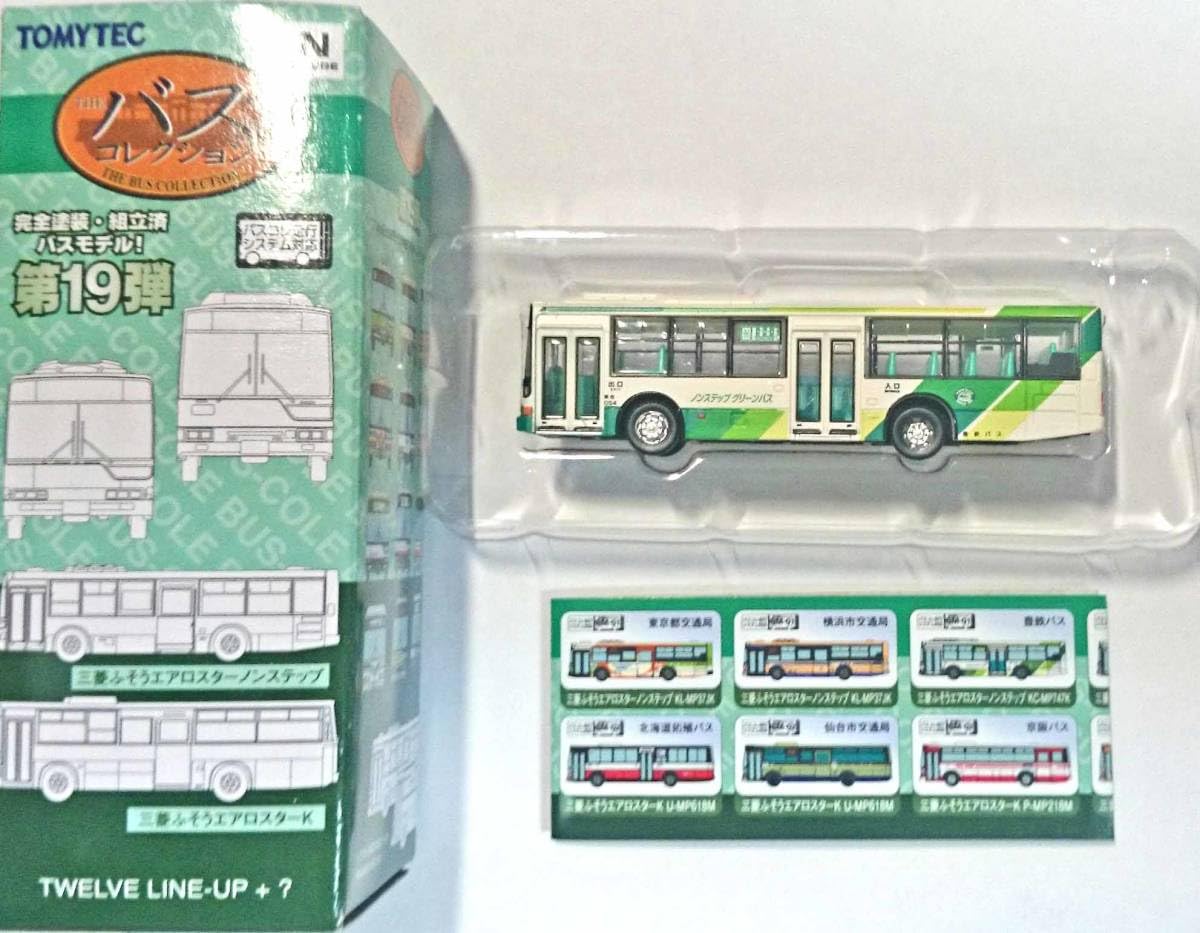 TOMYTEC
N
THE
バス
コレクション
THE BUS COLLECTION
完全塗装・組立済
バスモデル!
第19弾
バスコレ走行
システム対応
三菱ふそうエアロスターノンステップ
三菱ふそうエアロスターK
TWELVE LINE-UP + ?
出口
054
ノンステップ グリーンバス
入口
豊鉄バス
東京都交通局
三菱ふそうエアロスターノンステップ KL-MP37JK
横浜市交通局
三菱ふそうエアロスターノンステップ KL-MP37JK
豊鉄バス
三菱ふそうエアロスターノンステップ KC-MP747K
北海道拓殖バス
三菱ふそうエアロスターK U-MP618M
仙台市交通局
三菱ふそうエアロスターK U-MP618M
京阪バス
三菱ふそうエアロスターK P-MP218M